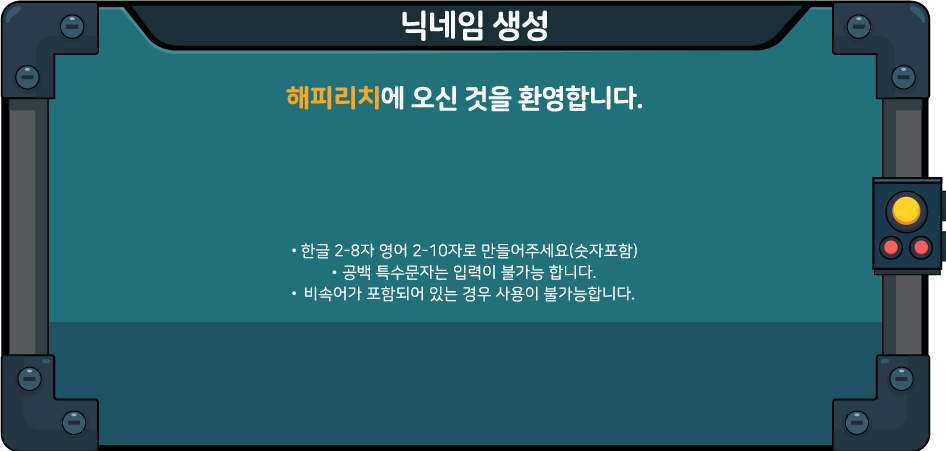 닉네임 생성
해피리치에 오신 것을 환영합니다.
• 한글 2-8자 영어 2-10자로 만들어주세요(숫자포함)
• 공백 특수문자는 입력이 불가능 합니다.
• 비속어가 포함되어 있는 경우 사용이 불가능합니다.